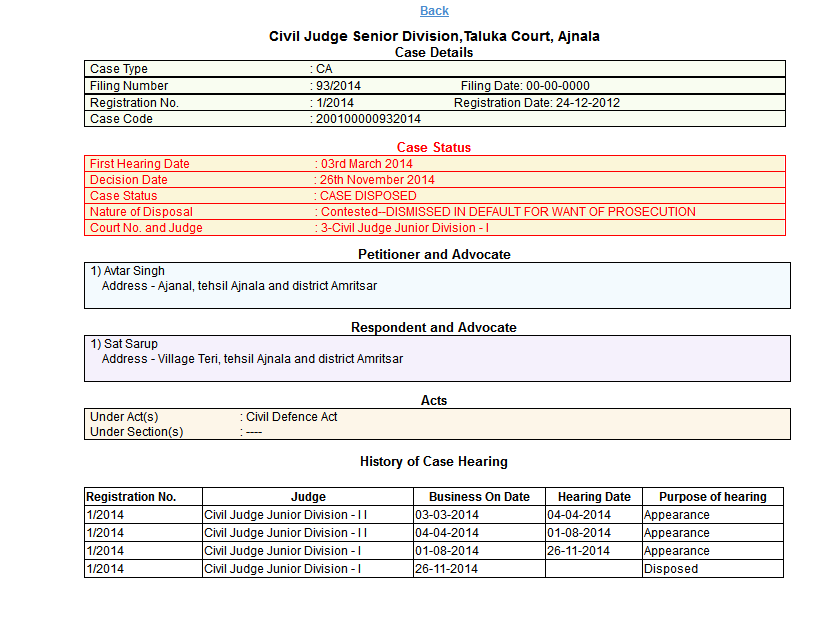 Back
Civil Judge Senior Division,Taluka Court, Ajnala
Case Details
Case Type : CA
Filing Number : 93/2014 Filing Date: 00-00-0000
Registration No. : 1/2014 Registration Date: 24-12-2012
Case Code : 200100000932014
Case Status
First Hearing Date : 03rd March 2014
Decision Date : 26th November 2014
Case Status : CASE DISPOSED
Nature of Disposal : Contested--DISMISSED IN DEFAULT FOR WANT OF PROSECUTION
Court No. and Judge : 3-Civil Judge Junior Division - I
Petitioner and Advocate
1) Avtar Singh
Address - Ajanal, tehsil Ajnala and district Amritsar
Respondent and Advocate
1) Sat Sarup
Address - Village Teri, tehsil Ajnala and district Amritsar
Acts
Under Act(s) : Civil Defence Act
Under Section(s) : ----
History of Case Hearing
Registration No. Judge Business On Date Hearing Date Purpose of hearing
1/2014 Civil Judge Junior Division - I I 03-03-2014 04-04-2014 Appearance
1/2014 Civil Judge Junior Division - I I 04-04-2014 01-08-2014 Appearance
1/2014 Civil Judge Junior Division - I 01-08-2014 26-11-2014 Appearance
1/2014 Civil Judge Junior Division - I 26-11-2014 Disposed